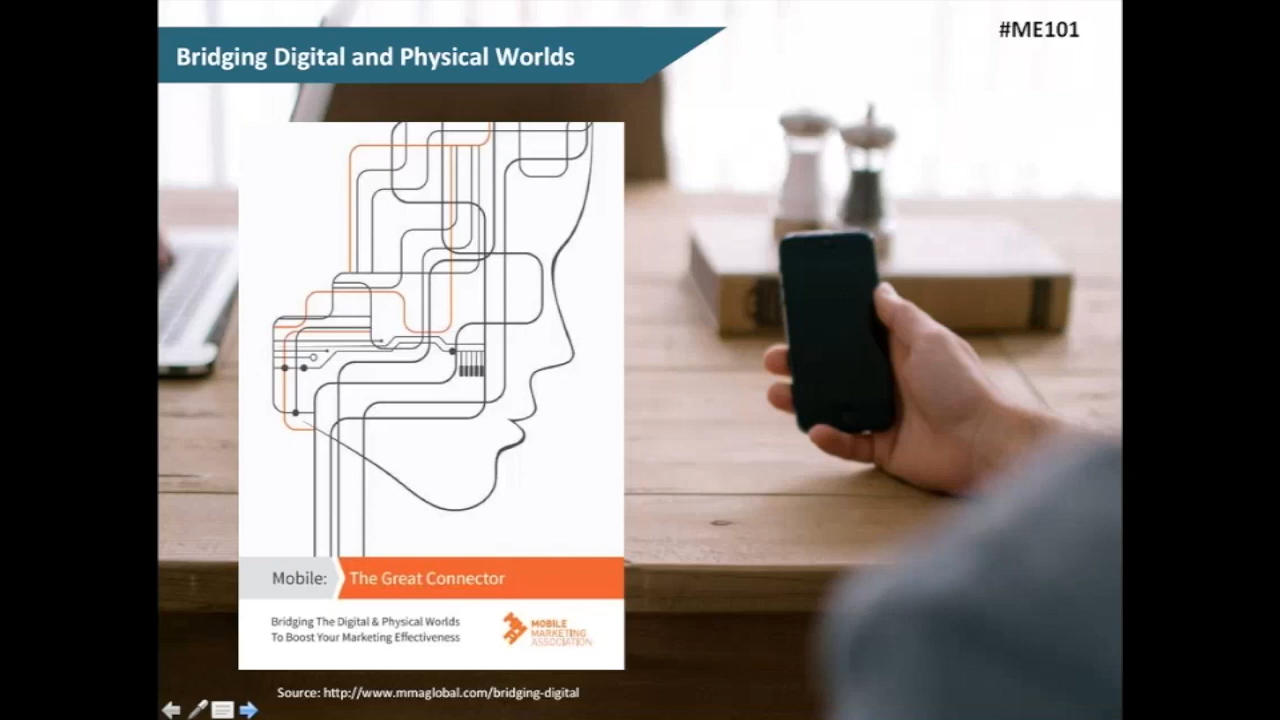 Bridging Digital and Physical Worlds
#ME101
Mobile: The Great Connector
Bridging The Digital & Physical Worlds
To Boost Your Marketing Effectiveness
MOBILE
MARKETING
ASSOCIATION
Source: http://www.mmaglobal.com/bridging-digital